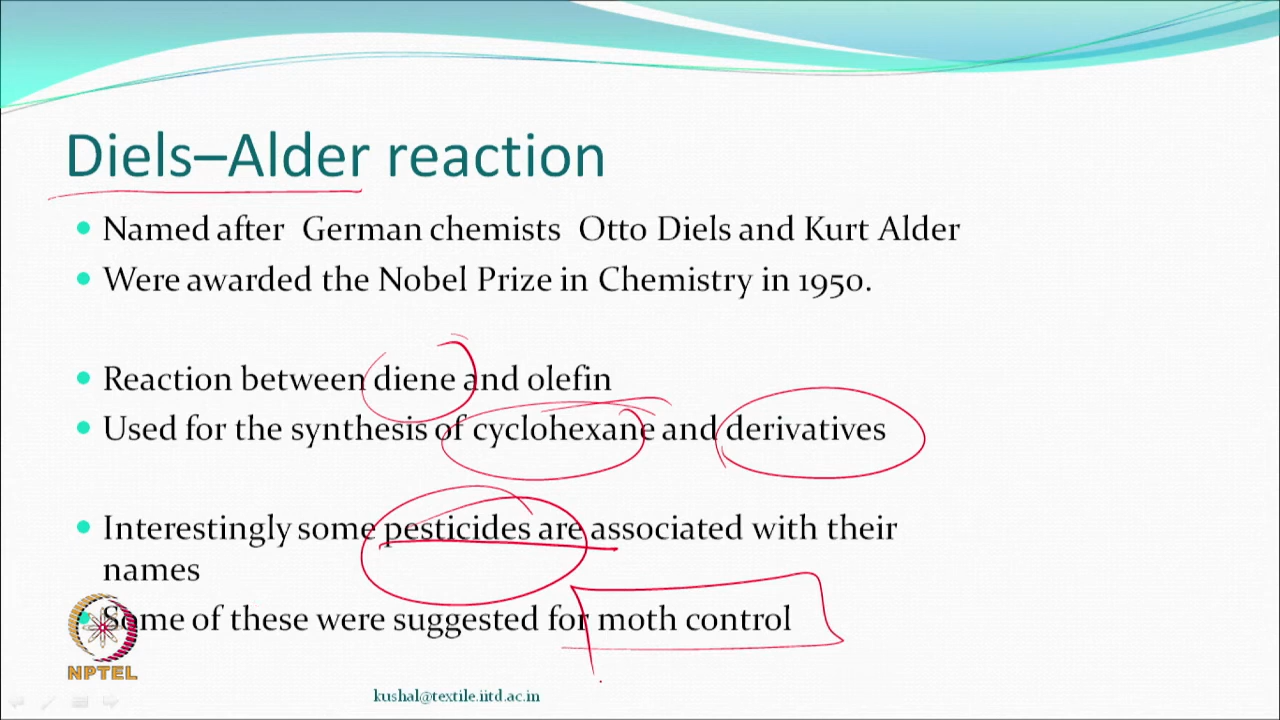 Diels–Alder reaction
Named after German chemists Otto Diels and Kurt Alder
Were awarded the Nobel Prize in Chemistry in 1950.
Reaction between diene and olefin
Used for the synthesis of cyclohexane and derivatives
Interestingly some pesticides are associated with their
names
Some of these were suggested for moth control
NPTEL
kushal@textile.iitd.ac.in